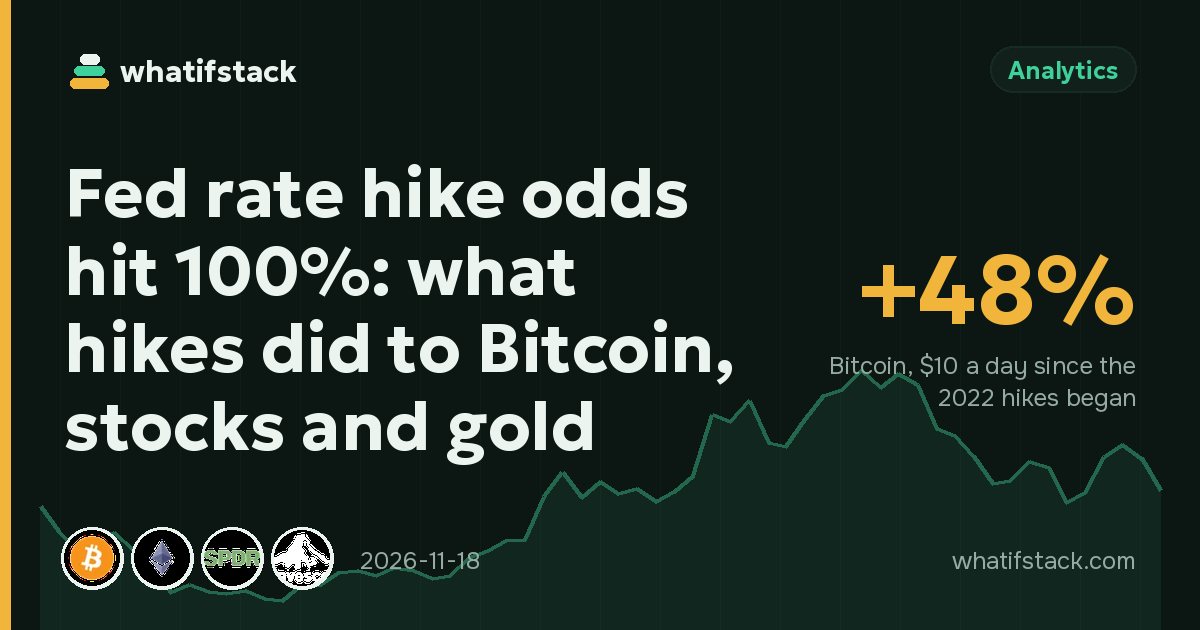 whatifstack
Analytics
Fed rate hike odds
hit 100%: what
hikes did to Bitcoin,
stocks and gold
+48%
Bitcoin, $10 a day since the
2022 hikes began
SPDR
2026-11-18
whatifstack.com